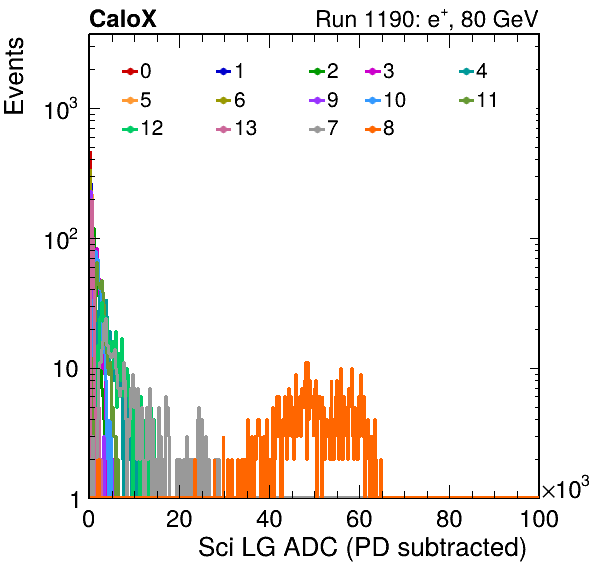 CaloX Run 1190: e+, 80 GeV
Events
0 1 2 3 4
5 6 9 10 11
12 13 7 8
10³
10²
10
1
0 20 40 60 80 100
×10³
Sci LG ADC (PD subtracted)